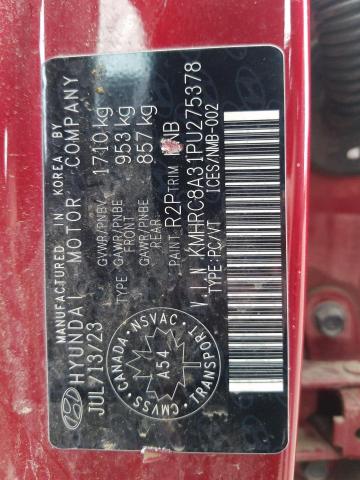 MANUFACTURED IN KOREA BY
HYUNDAI MOTOR COMPANY
JUL/13/23
GVWR/PNBV 1710 kg
TYPE GAWR/PNBE FRONT 953 kg
GAWR/PNBE REAR 857 kg
PAINT R2P TRIM NNB
V.I.N KMHRC8A31PU275378
TYPE:PC/VT ICES/NMB-002
CANADA NSVAC
A54
CMVSS TRANSPORT